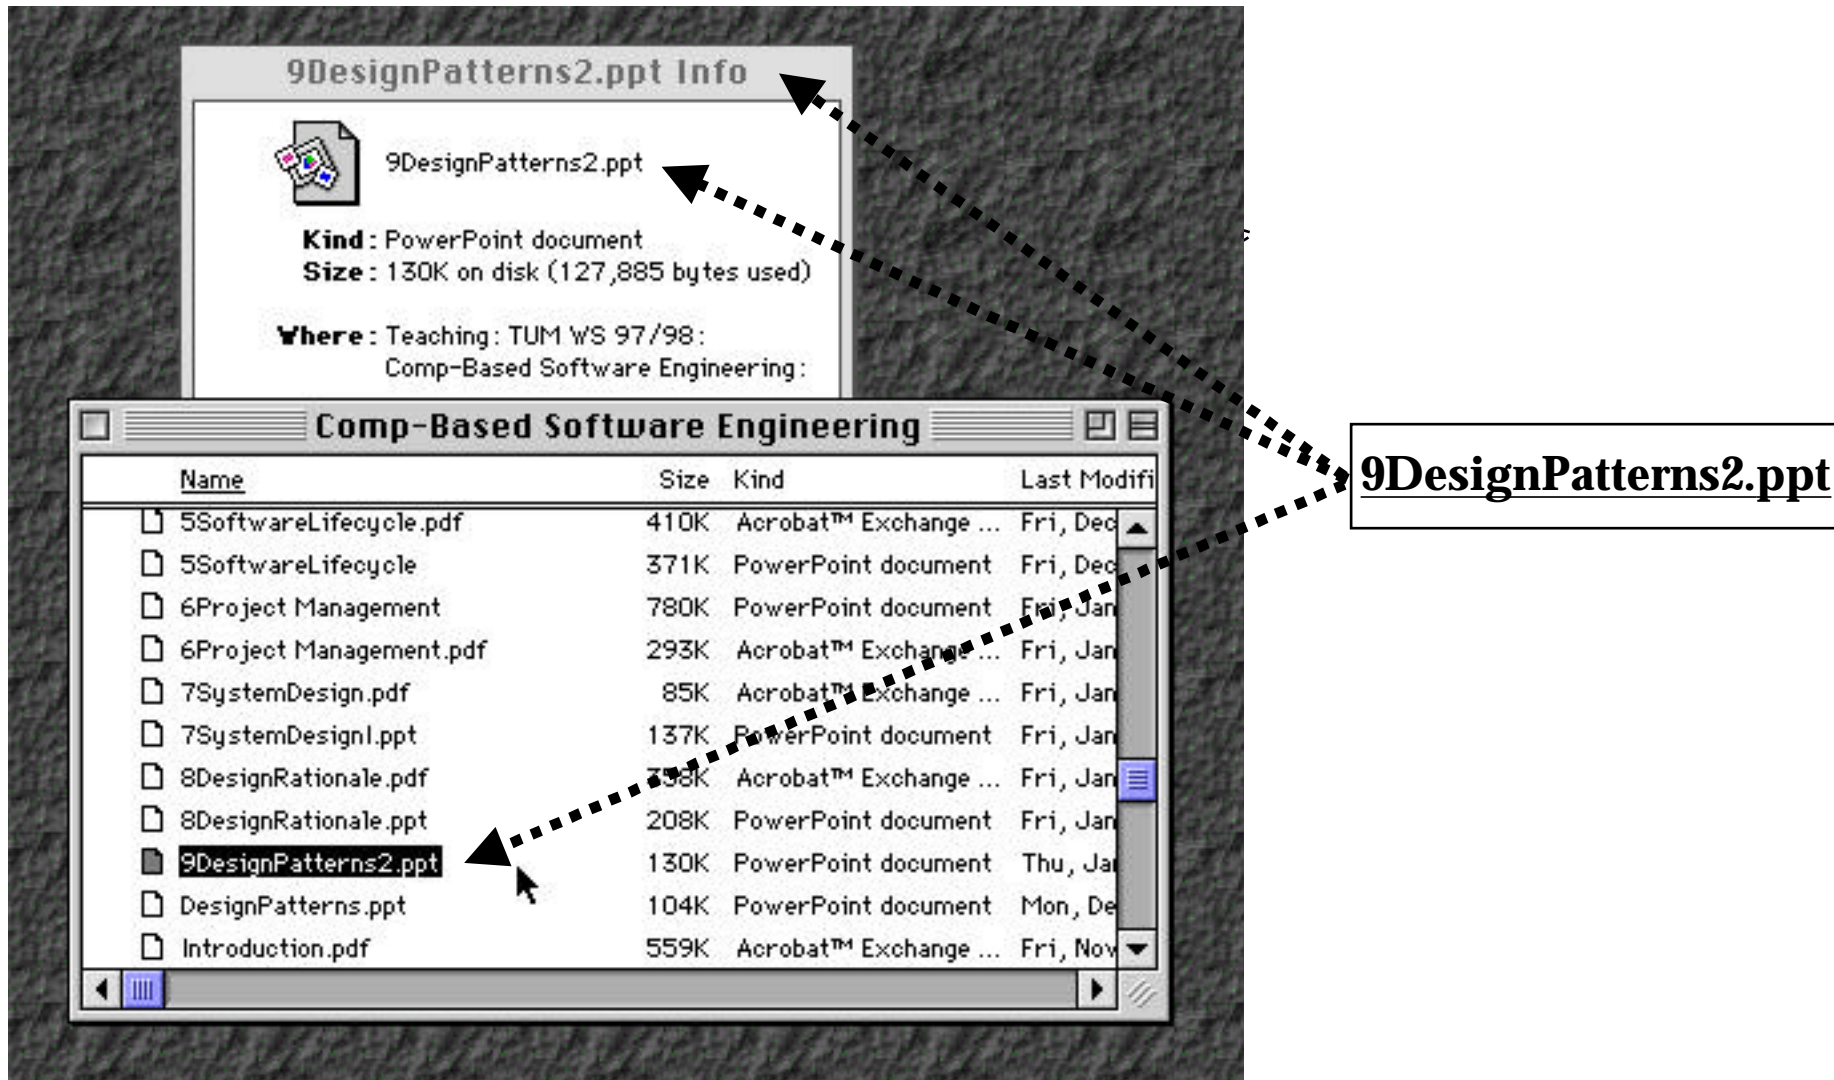 9DesignPatterns2.ppt Info
9DesignPatterns2.ppt
Kind: PowerPoint document
Size: 130K on disk (127,885 bytes used)
Where: Teaching: TUM WS 97/98:
Comp-Based Software Engineering:
Comp-Based Software Engineering
Name Size Kind Last Modifi
5SoftwareLifecycle.pdf 410K Acrobat™ Exchange ... Fri, Dec
5SoftwareLifecycle 371K PowerPoint document Fri, Dec
6Project Management 780K PowerPoint document Fri, Jan
6Project Management.pdf 293K Acrobat™ Exchange ... Fri, Jan
7SystemDesign.pdf 85K Acrobat™ Exchange ... Fri, Jan
7SystemDesignI.ppt 137K PowerPoint document Fri, Jan
8DesignRationale.pdf 358K Acrobat™ Exchange ... Fri, Jan
8DesignRationale.ppt 208K PowerPoint document Fri, Jan
9DesignPatterns2.ppt 130K PowerPoint document Thu, Jan
DesignPatterns.ppt 104K PowerPoint document Mon, De
Introduction.pdf 559K Acrobat™ Exchange ... Fri, Nov
9DesignPatterns2.ppt